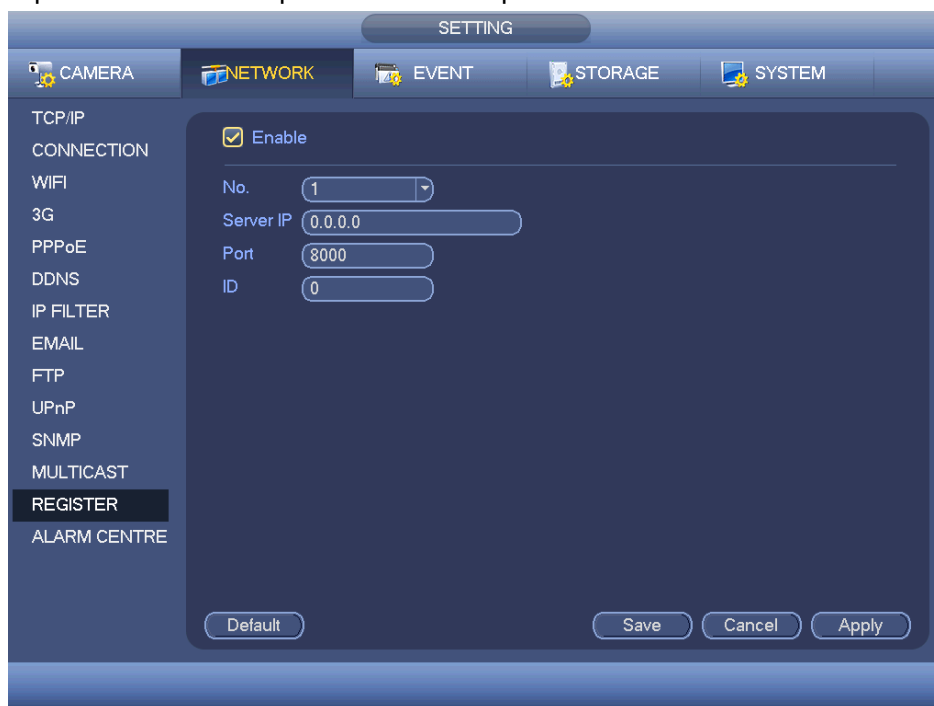 SETTING
CAMERA NETWORK EVENT STORAGE SYSTEM
TCP/IP
CONNECTION
WIFI
3G
PPPoE
DDNS
IP FILTER
EMAIL
FTP
UPnP
SNMP
MULTICAST
REGISTER
ALARM CENTRE
Enable
No. 1
Server IP 0.0.0.0
Port 8000
ID 0
Default Save Cancel Apply